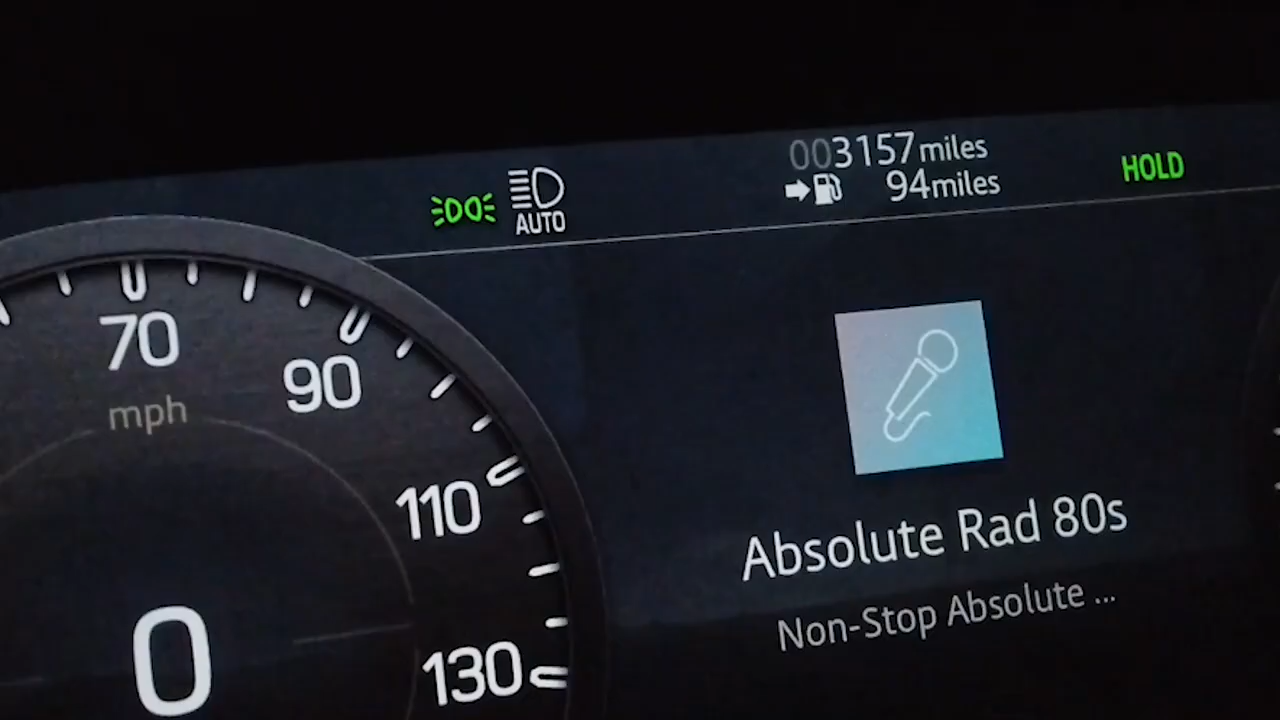 003157miles
94miles
HOLD
AUTO
70
mph
90
110
130
0
Absolute Rad 80s
Non-Stop Absolute ...